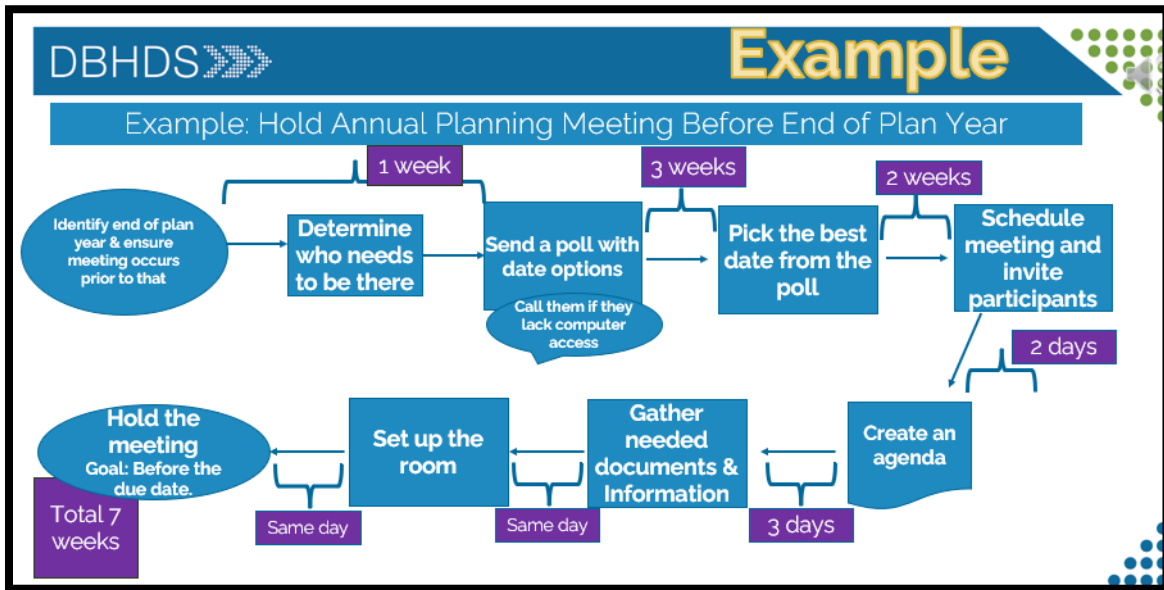 DBHDS
Example
Example: Hold Annual Planning Meeting Before End of Plan Year
1 week
3 weeks
2 weeks
Identify end of plan
year & ensure
meeting occurs
prior to that
Determine
who needs
to be there
Send a poll with
date options
Call them if they
lack computer
access
Pick the best
date from the
poll
Schedule
meeting and
invite
participants
2 days
Create an
agenda
3 days
Gather
needed
documents &
Information
Same day
Set up the
room
Same day
Hold the
meeting
Goal: Before the
due date.
Total 7
weeks